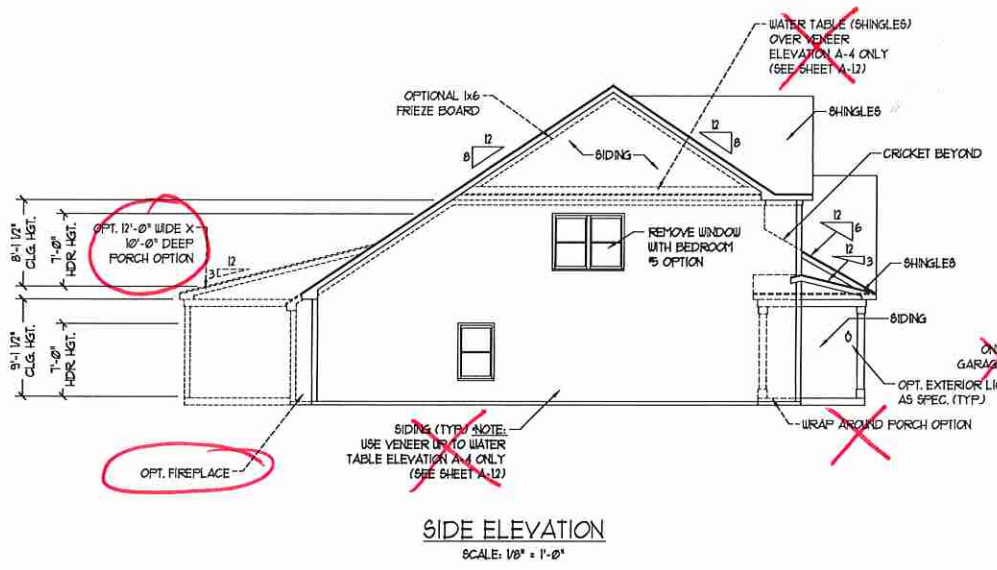 WATER TABLE (SHINGLES)
OVER VENEER
ELEVATION A-4 ONLY
(SEE SHEET A-12)
OPTIONAL 1x6
FRIEZE BOARD
SHINGLES
12
8
12
8
SIDING
CRICKET BEYOND
8'-1 1/2"
CLG. HGT.
7'-0"
HDR. HGT.
OPT. 12'-0" WIDE X
10'-0" DEEP
PORCH OPTION
12
3
REMOVE WINDOW
WITH BEDROOM
#5 OPTION
12
6
12
3
SHINGLES
9'-1 1/2"
CLG. HGT.
7'-0"
HDR. HGT.
SIDING
GARAG
OPT. EXTERIOR LI
AS SPEC. (TYP.)
SIDING (TYP.) NOTE:
USE VENEER UP TO WATER
TABLE ELEVATION A-4 ONLY
(SEE SHEET A-12)
WRAP AROUND PORCH OPTION
OPT. FIREPLACE
SIDE ELEVATION
SCALE: 1/8" = 1'-0"